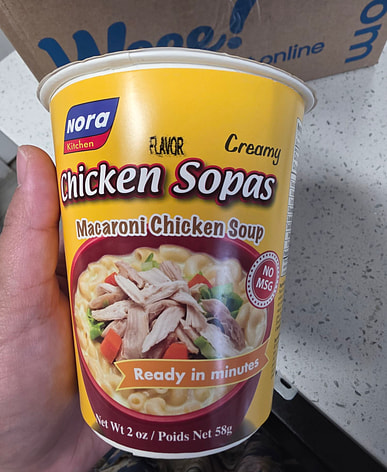 online
om
NORA
Kitchen
FLAVOR
Creamy
Chicken Sopas
Macaroni Chicken Soup
NO
MSG
Ready in minutes
Net Wt 2 oz / Poids Net 58g